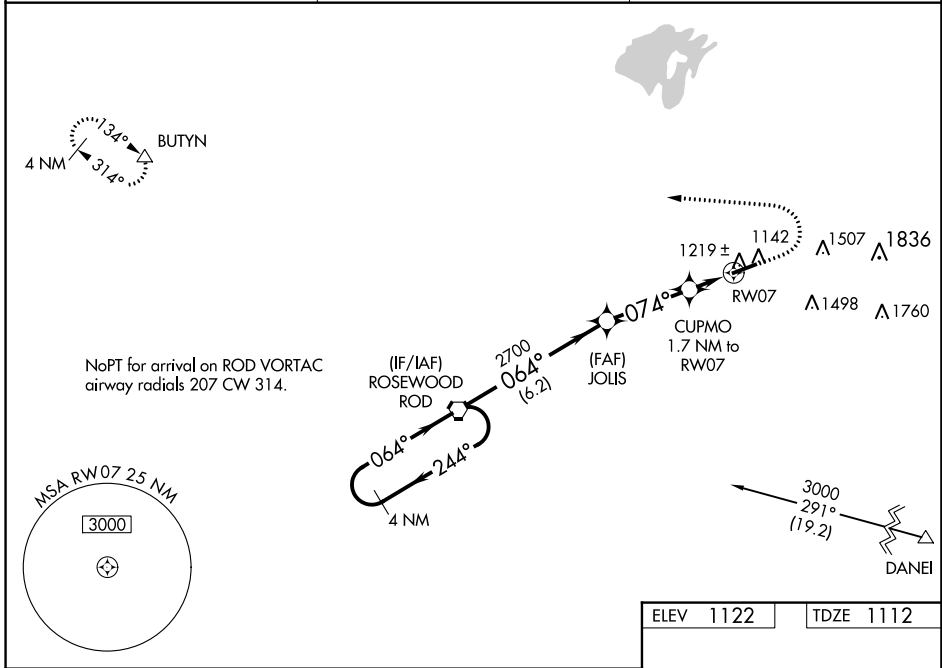 134°
BUTYN
4 NM
314°
1219 ±
1142
1507
1836
RW07
1498
1760
074°
CUPMO
1.7 NM to
RW07
NoPT for arrival on ROD VORTAC
airway radials 207 CW 314.
(IF/IAF)
ROSEWOOD
ROD
2700
064°
(6.2)
(FAF)
JOLIS
064°
244°
4 NM
MSA RW07 25 NM
3000
3000
291°
(19.2)
DANEI
ELEV 1122
TDZE 1112